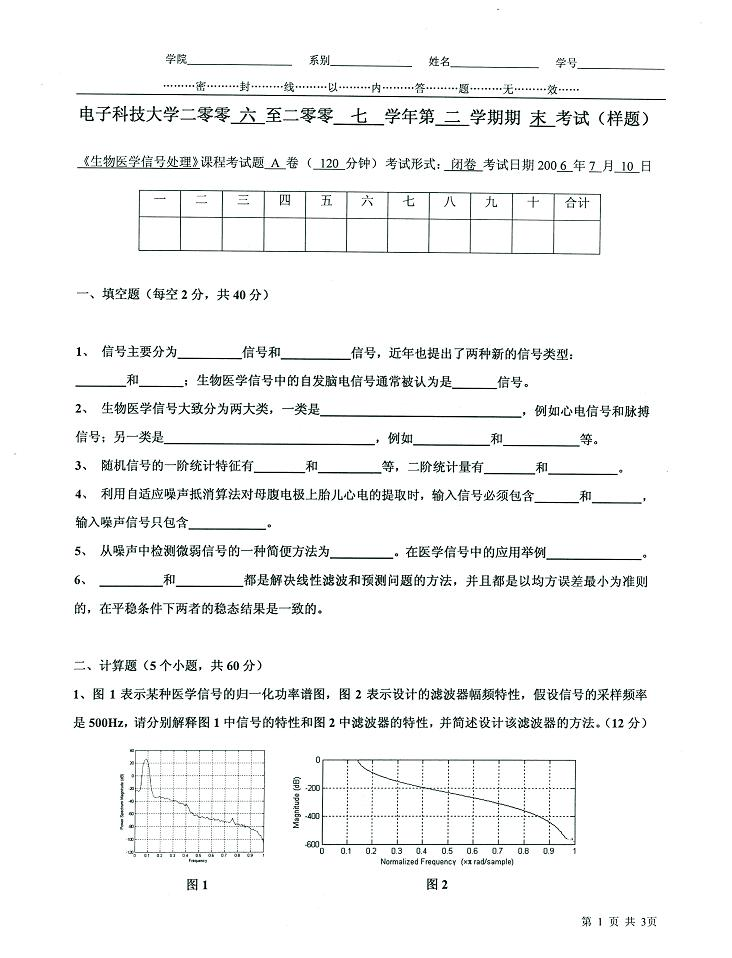 学院__________ 系别__________ 姓名__________ 学号__________
………密………封………线………以………内………答………题………无………效……
电子科技大学二零零 六 至二零零 七 学年第 二 学期期 末 考试（样题）
《生物医学信号处理》课程考试题 A 卷（ 120 分钟） 考试形式： 闭卷 考试日期 2006 年 7 月 10 日
一 二 三 四 五 六 七 八 九 十 合计
一、填空题（每空 2 分，共 40 分）
1、 信号主要分为__________信号和__________信号，近年也提出了两种新的信号类型：
________和_______；生物医学信号中的自发脑电信号通常被认为是_______信号。
2、 生物医学信号大致分为两大类，一类是______________________________，例如心电信号和脉搏
信号；另一类是______________________________，例如____________和____________等。
3、 随机信号的一阶统计特征有________和__________等，二阶统计量有________和__________。
4、 利用自适应噪声抵消算法对母腹电极上胎儿心电的提取时，输入信号必须包含_______和________，
输入噪声信号只包含____________。
5、 从噪声中检测微弱信号的一种简便方法为__________。在医学信号中的应用举例______________。
6、 __________和__________都是解决线性滤波和预测问题的方法，并且都是以均方误差最小为准则
的，在平稳条件下两者的稳态结果是一致的。
二、计算题（5 个小题，共 60 分）
1、图 1 表示某种医学信号的归一化功率谱图，图 2 表示设计的滤波器幅频特性，假设信号的采样频率
是 500Hz，请分别解释图 1 中信号的特性和图 2 中滤波器的特性，并简述设计该滤波器的方法。（12 分）
Power Spectrum Magnitude (dB)
40
20
0
0 0.1 0.2 0.3 0.4 0.5 0.6 0.7 0.8 0.9 1
Frequency
图 1
Magnitude (dB)
0
-200
-400
-600
0 0.1 0.2 0.3 0.4 0.5 0.6 0.7 0.8 0.9 1
Normalized Frequency (×π rad/sample)
图 2
第 1 页 共 3页